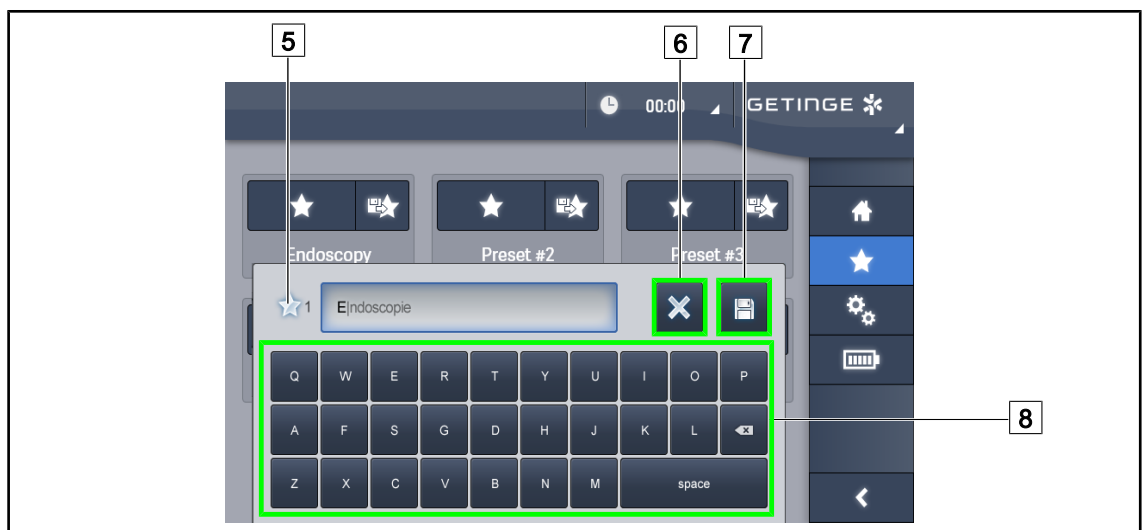 5 6 7
00:00 GETINGE
Endoscopy Preset #2 Preset #3
1 E|ndoscopie
Q W E R T Y U I O P
A F S G D H J K L
8
Z X C V B N M space